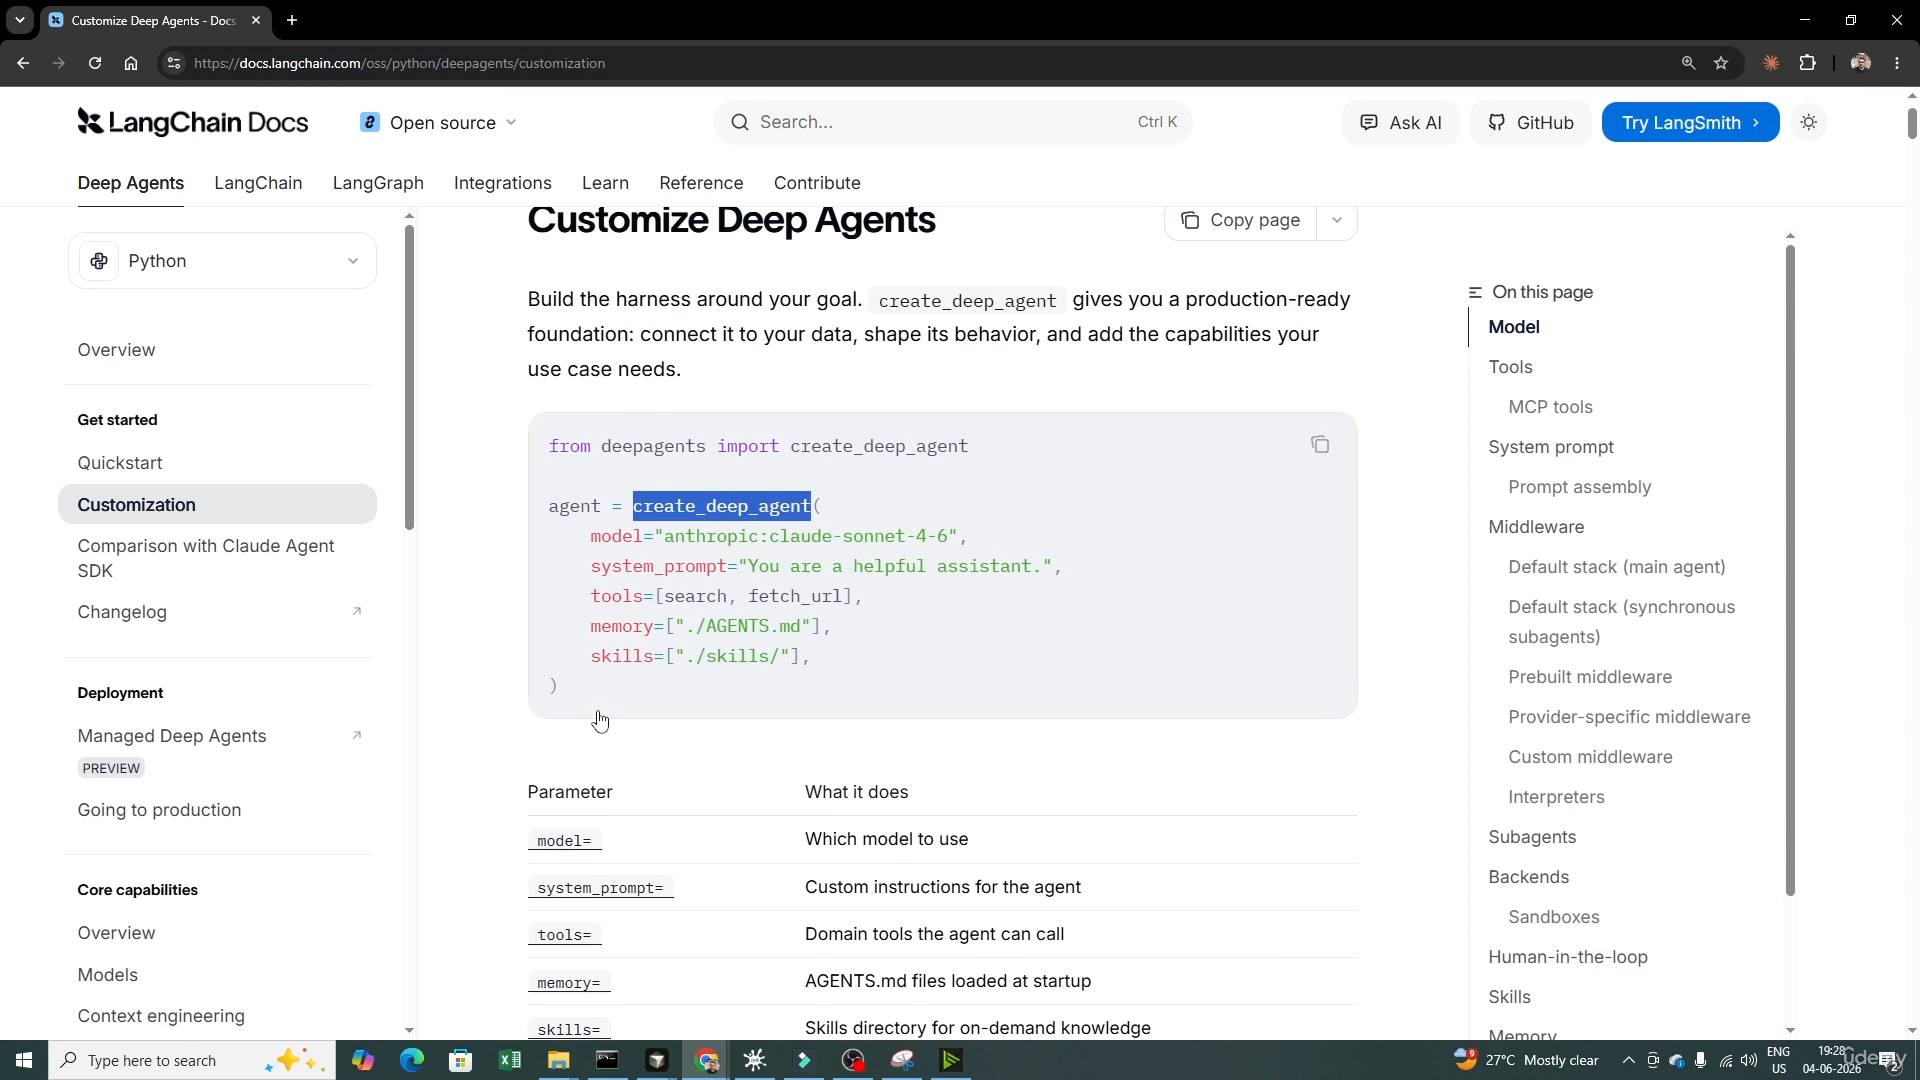 Customize Deep Agents - Docs
https://docs.langchain.com/oss/python/deepagents/customization
LangChain Docs
Open source
Search...
Ctrl K
Ask AI
GitHub
Try LangSmith
Deep Agents
LangChain
LangGraph
Integrations
Learn
Reference
Contribute
Python
Overview
Get started
Quickstart
Customization
Comparison with Claude Agent
SDK
Changelog
Deployment
Managed Deep Agents
PREVIEW
Going to production
Core capabilities
Overview
Models
Context engineering
Customize Deep Agents
Copy page
Build the harness around your goal. create_deep_agent gives you a production-ready
foundation: connect it to your data, shape its behavior, and add the capabilities your
use case needs.
from deepagents import create_deep_agent
agent = create_deep_agent(
model="anthropic:claude-sonnet-4-6",
system_prompt="You are a helpful assistant.",
tools=[search, fetch_url],
memory=["./AGENTS.md"],
skills=["./skills/"],
)
Parameter What it does
model= Which model to use
system_prompt= Custom instructions for the agent
tools= Domain tools the agent can call
memory= AGENTS.md files loaded at startup
skills= Skills directory for on-demand knowledge
On this page
Model
Tools
MCP tools
System prompt
Prompt assembly
Middleware
Default stack (main agent)
Default stack (synchronous
subagents)
Prebuilt middleware
Provider-specific middleware
Custom middleware
Interpreters
Subagents
Backends
Sandboxes
Human-in-the-loop
Skills
Memory
Type here to search
27°C Mostly clear
ENG
US
19:28
04-06-2026
udemy
2